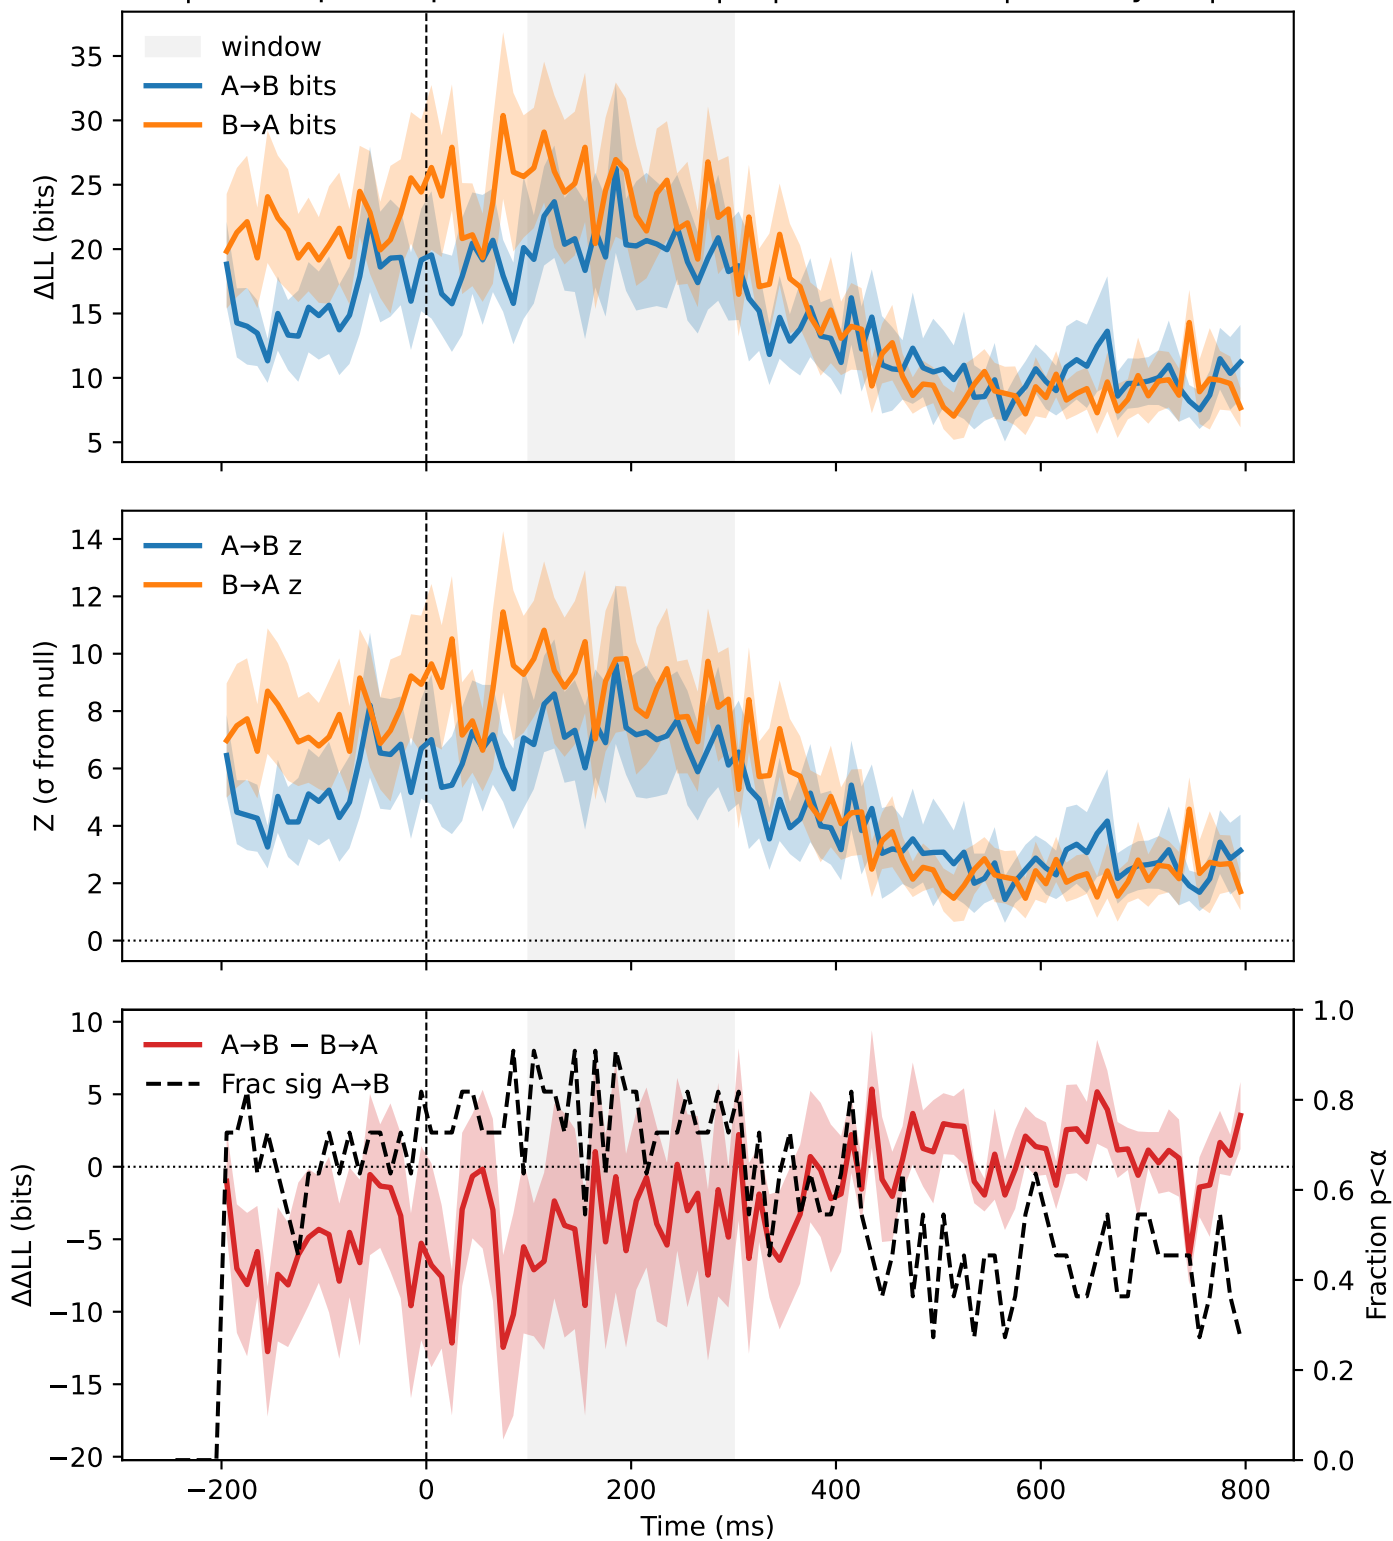 35
30
25
20
15
10
5
ΔLL (bits)
window
A→B bits
B→A bits
14
12
10
8
6
4
2
0
Z (σ from null)
A→B z
B→A z
10
5
0
−5
−10
−15
−20
ΔΔLL (bits)
A→B − B→A
Frac sig A→B
1.0
0.8
0.6
0.4
0.2
0.0
Fraction p<α
−200
0
200
400
600
800
Time (ms)